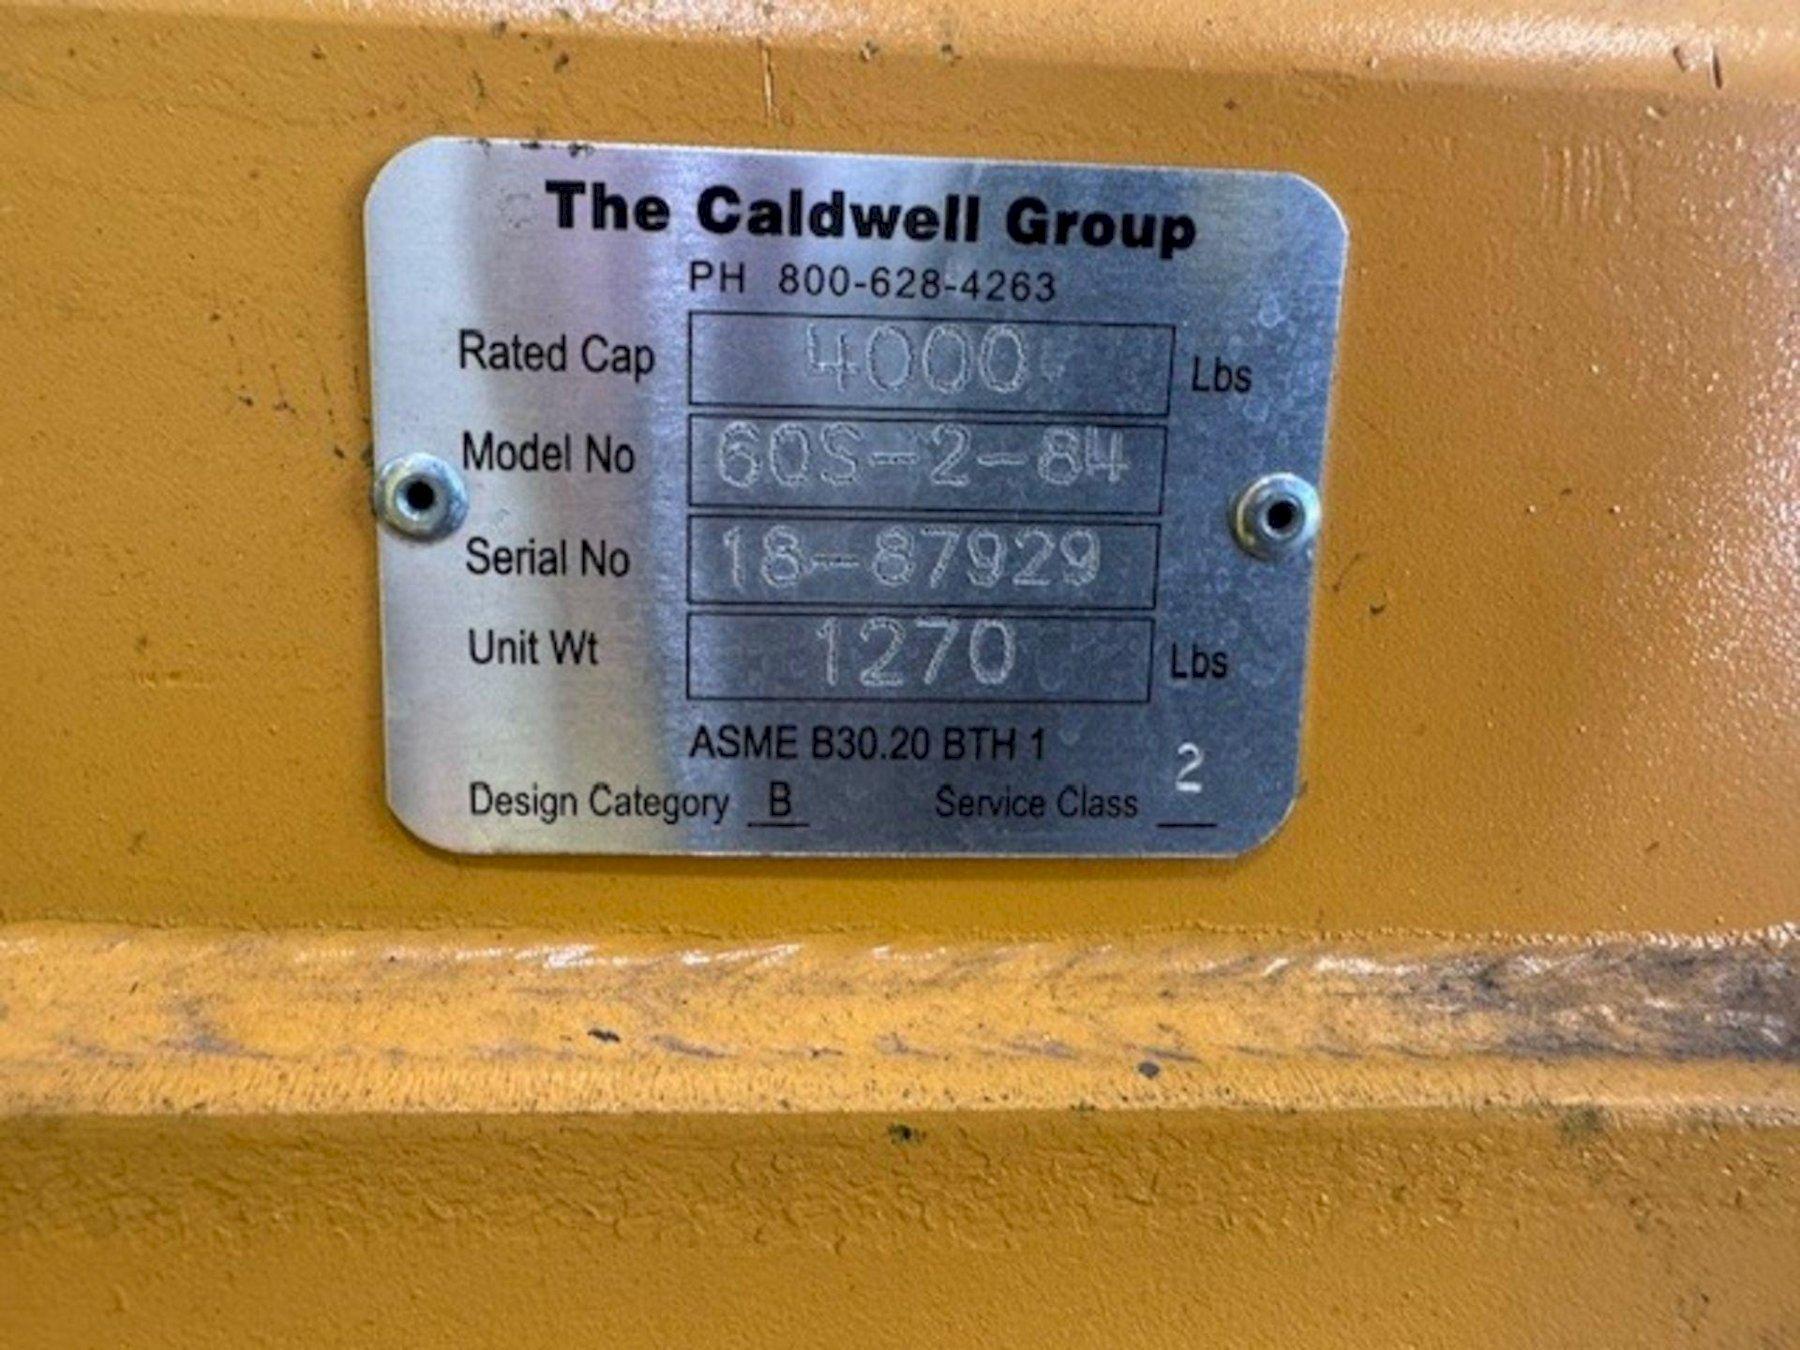 The Caldwell Group
PH 800-628-4263
Rated Cap 4000 Lbs
Model No 60S-2-84
Serial No 18-87929
Unit Wt 1270 Lbs
ASME B30.20 BTH 1
Design Category B Service Class 2